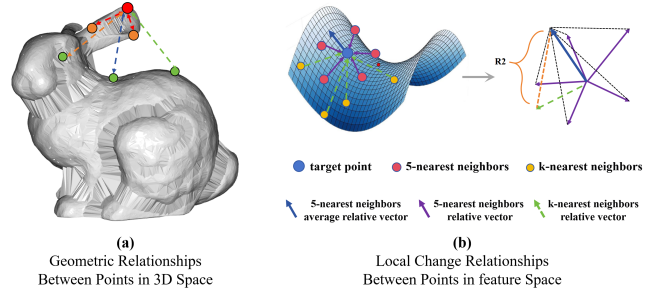 R2
target point
5-nearest neighbors
k-nearest neighbors
5-nearest neighbors
average relative vector
5-nearest neighbors
relative vector
k-nearest neighbors
relative vector
(a)
Geometric Relationships
Between Points in 3D Space
(b)
Local Change Relationships
Between Points in feature Space